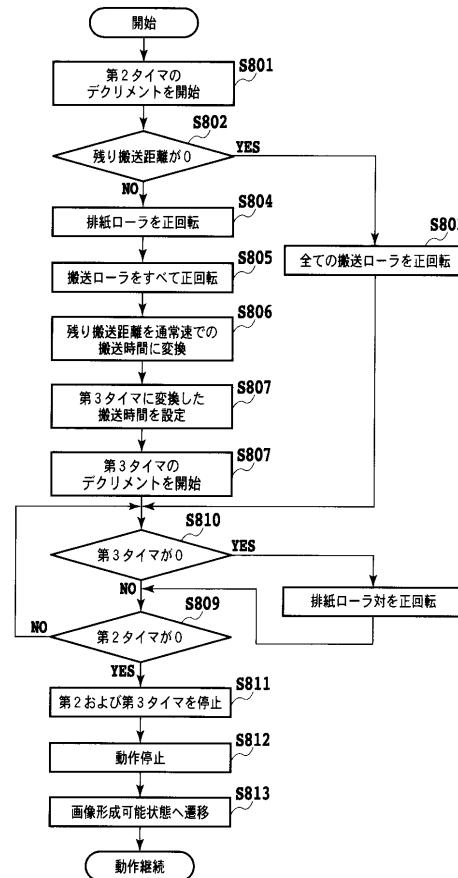 開始
S801
第2タイマの
デクリメントを開始
S802
残り搬送距離が0
YES
NO
S804
排紙ローラを正回転
全ての搬送ローラを正回転
S805
搬送ローラをすべて正回転
S806
残り搬送距離を通常速での
搬送時間に変換
S807
第3タイマに変換した
搬送時間を設定
S807
第3タイマの
デクリメントを開始
S810
第3タイマが0
YES
NO
排紙ローラ対を正回転
S809
第2タイマが0
NO
YES
S811
第2および第3タイマを停止
S812
動作停止
S813
画像形成可能状態へ遷移
動作継続